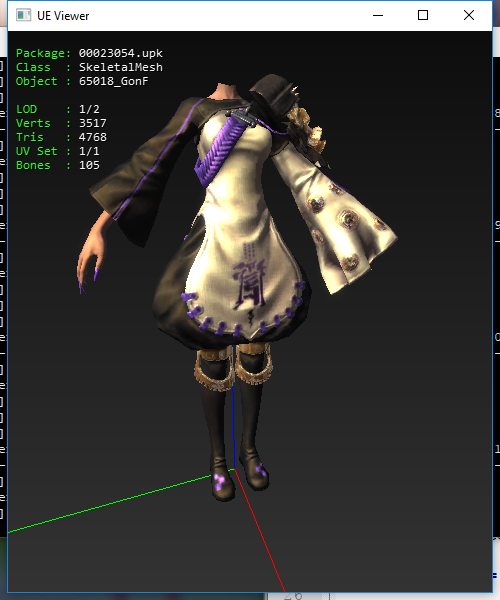 UE Viewer
Package: 00023054.upk
Class : SkeletalMesh
Object : 65018_GonF
LOD : 1/2
Verts : 3517
Tris : 4768
UV Set : 1/1
Bones : 105